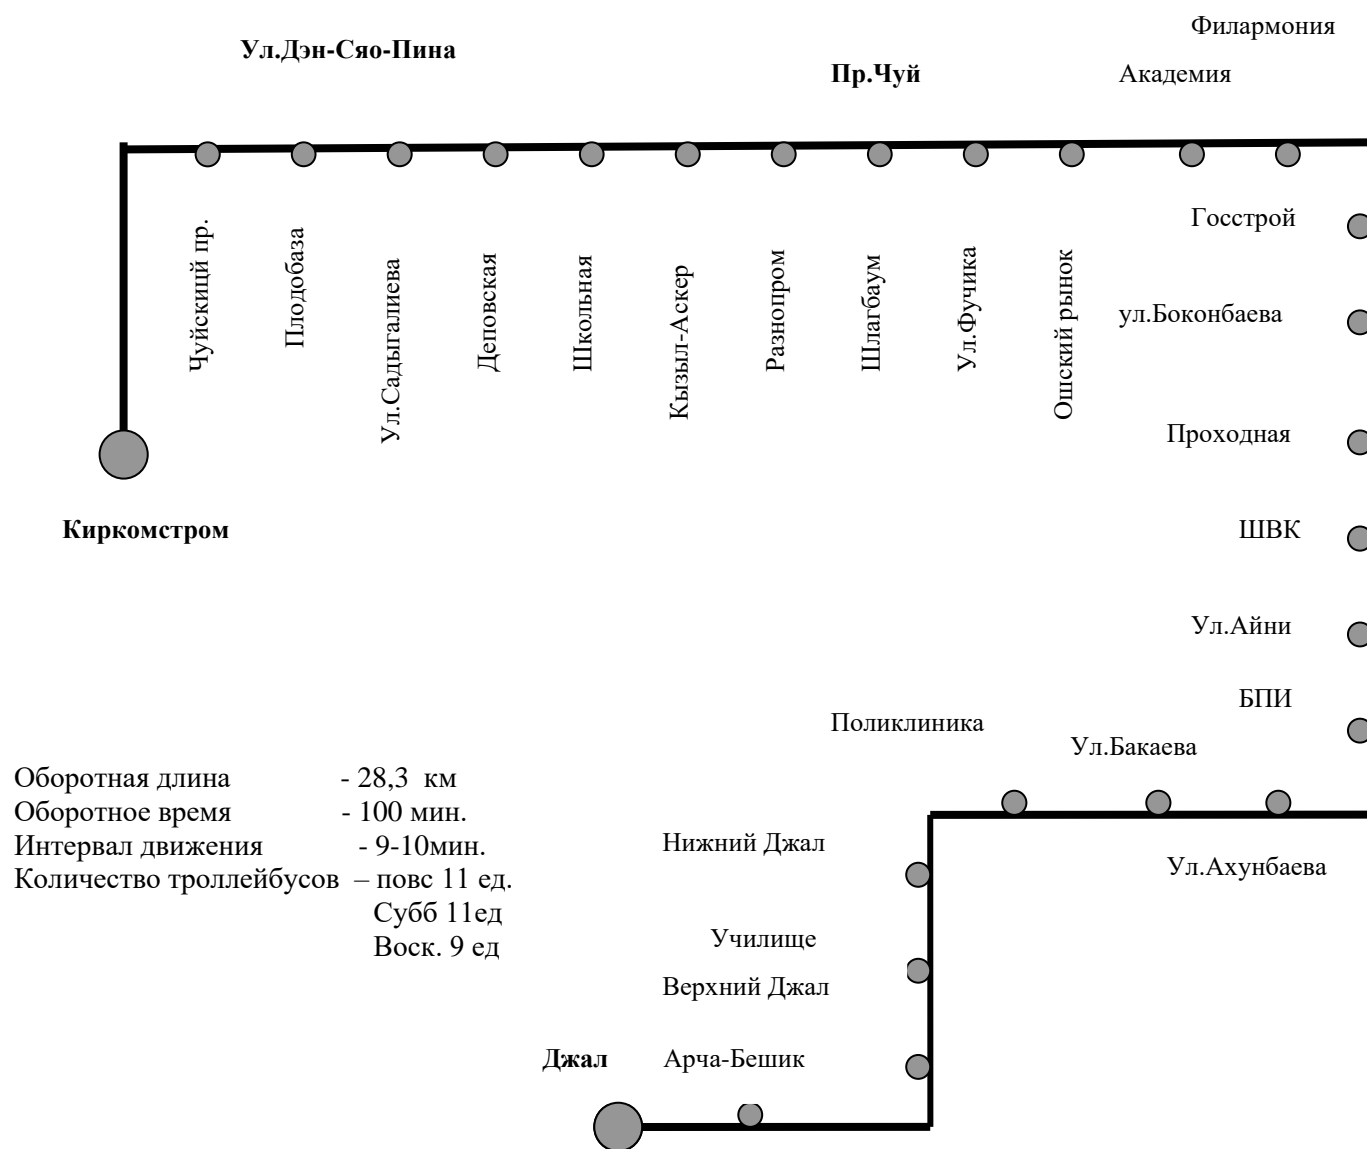 Филармония
Ул.Дэн-Сяо-Пина
Пр.Чуй
Академия
Чуйскицй пр.
Плодобаза
Ул.Садыгалиева
Деповская
Школьная
Кызыл-Аскер
Разнопром
Шлагбаум
Ул.Фучика
Ошский рынок
Госстрой
ул.Боконбаева
Проходная
Киркомстром
ШВК
Ул.Айни
БПИ
Поликлиника
Ул.Бакаева
Оборотная длина - 28,3 км
Оборотное время - 100 мин.
Интервал движения - 9-10мин.
Количество троллейбусов – повс 11 ед.
Субб 11ед
Воск. 9 ед
Нижний Джал
Ул.Ахунбаева
Училище
Верхний Джал
Джал
Арча-Бешик